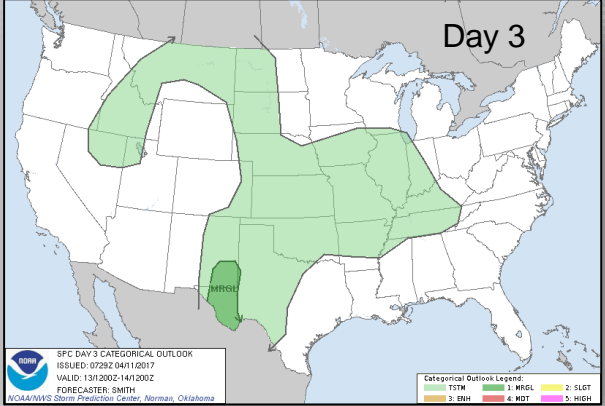 Day 3
MRGL
NOAA
SPC DAY 3 CATEGORICAL OUTLOOK
ISSUED: 0729Z 04/11/2017
VALID: 13/1200Z-14/1200Z
FORECASTER: SMITH
NOAA/NWS Storm Prediction Center, Norman, Oklahoma
Categorical Outlook Legend:
TSTM 1: MRGL 2: SLGT
3: ENH 4: MDT 5: HIGH